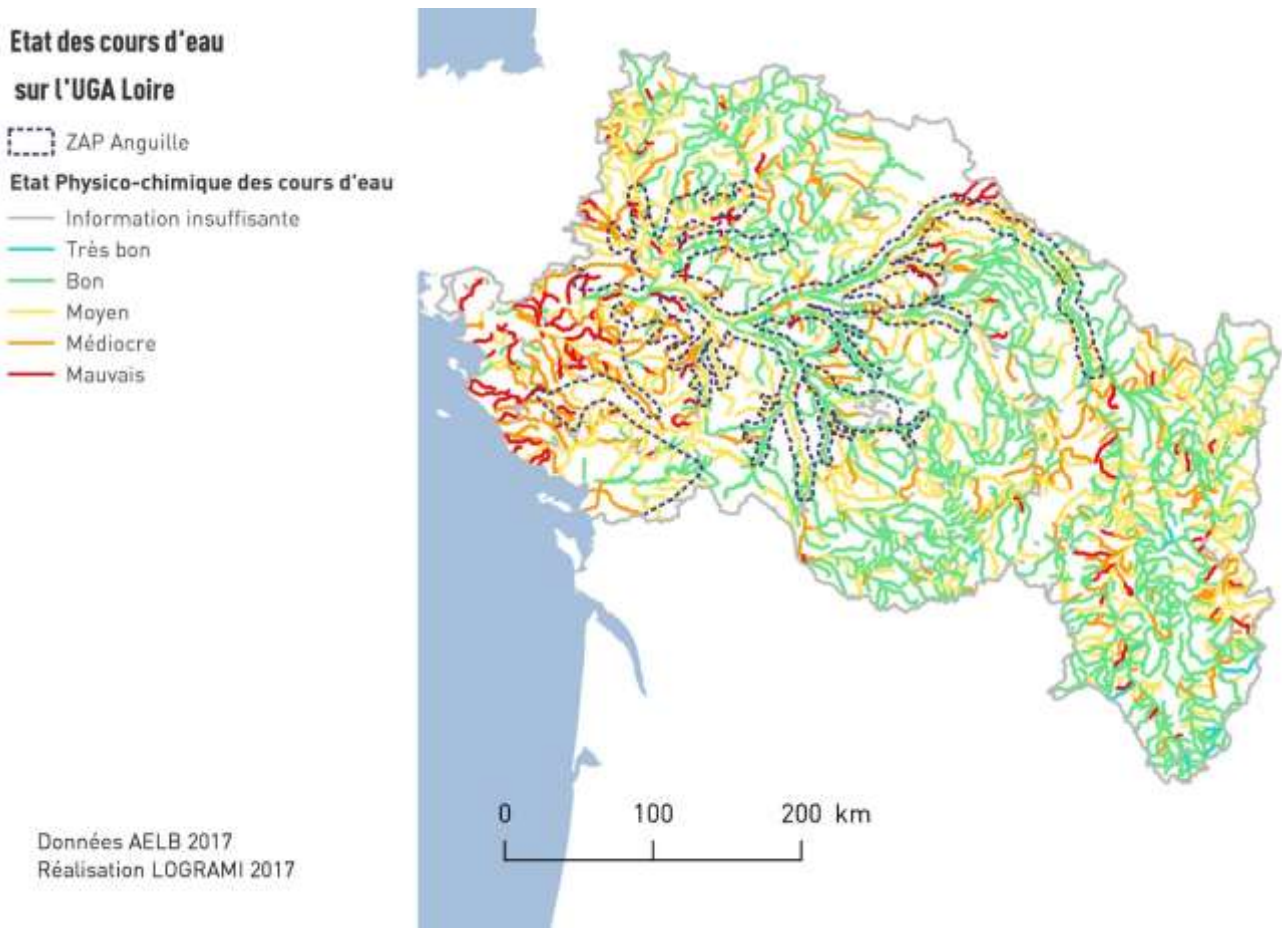 Etat des cours d'eau
sur l'UGA Loire
ZAP Anguille
Etat Physico-chimique des cours d'eau
Information insuffisante
Très bon
Bon
Moyen
Médiocre
Mauvais
0 100 200 km
Données AELB 2017
Réalisation LOGRAMI 2017